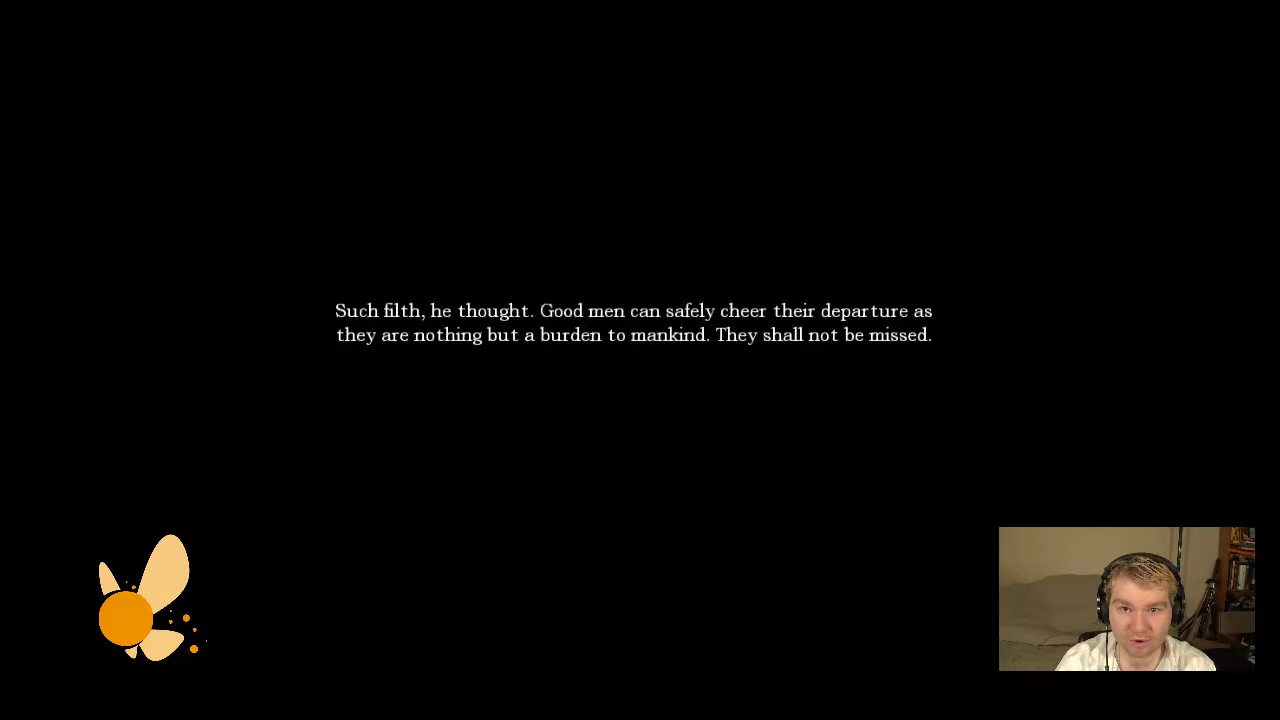 Such filth, he thought. Good men can safely cheer their departure as
they are nothing but a burden to mankind. They shall not be missed.